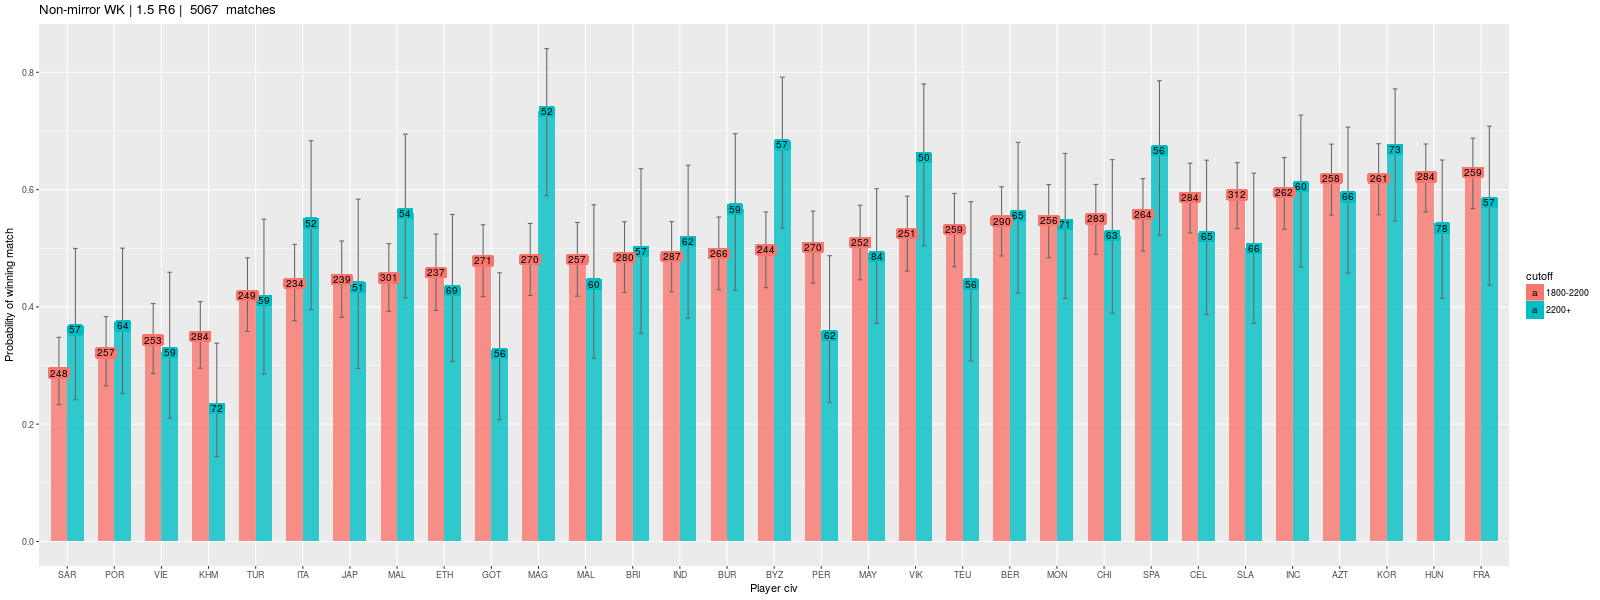 Non-mirror WK | 1.5 R6 | 5067 matches
Probability of winning match
0.8
0.6
0.4
0.2
0.0
248 57 257 64 253 59 284 72 249 59 234 52 239 51 301 54 237 69 271 56 270 52 257 60 280 57 287 62 266 59 244 57 270 62 252 84 251 50 259 56 290 65 256 71 283 63 264 56 284 65 312 66 262 60 258 66 261 73 284 78 259 57
SAR POR VIE KHM TUR ITA JAP MAL ETH GOT MAG MAL BRI IND BUR BYZ PER MAY VIK TEU BER MON CHI SPA CEL SLA INC AZT KOR HUN FRA
Player civ
cutoff
a 1800-2200
a 2200+